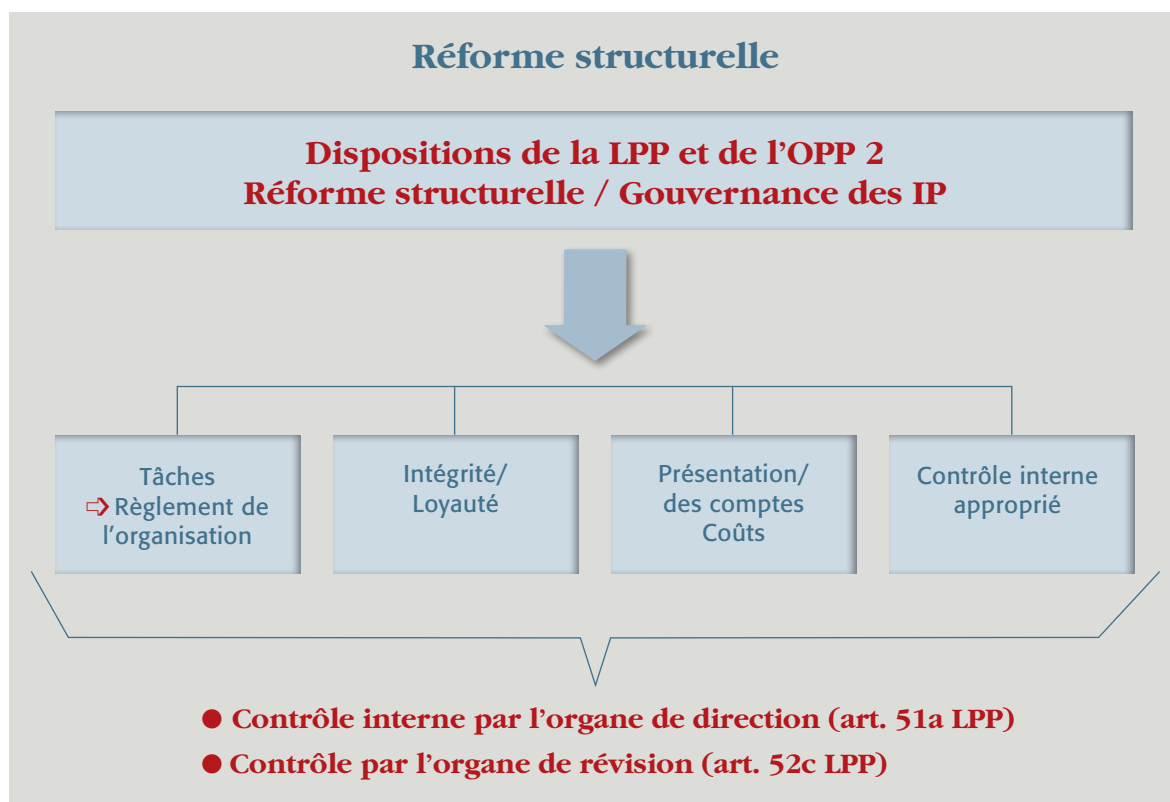 Réforme structurelle
Dispositions de la LPP et de l'OPP 2
Réforme structurelle / Gouvernance des IP
Tâches
➩ Règlement de
l'organisation
Intégrité/
Loyauté
Présentation/
des comptes
Coûts
Contrôle interne
approprié
● Contrôle interne par l'organe de direction (art. 51a LPP)
● Contrôle par l'organe de révision (art. 52c LPP)